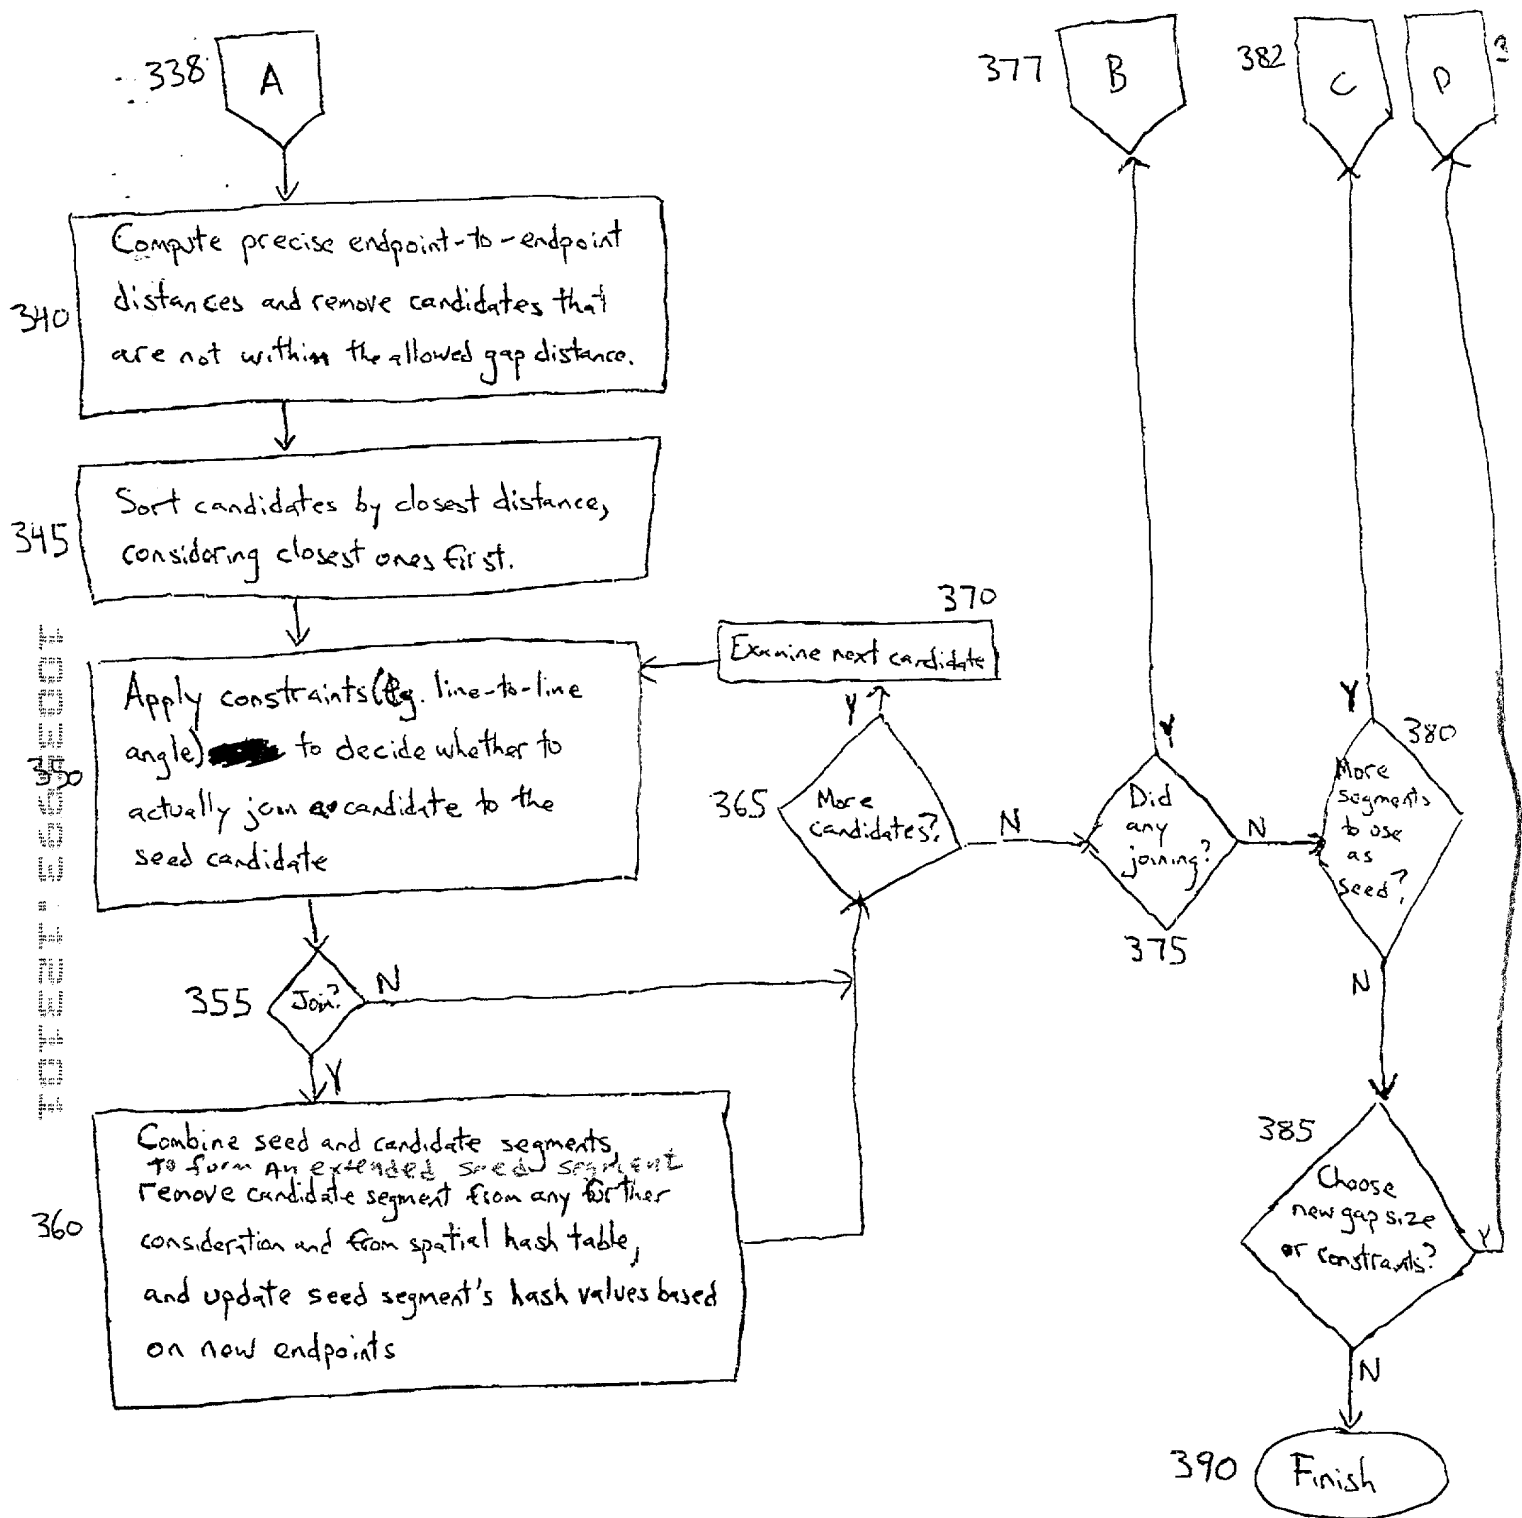 338
A
377
B
382
C
D
340
Compute precise endpoint-to-endpoint
distances and remove candidates that
are not within the allowed gap distance.
345
Sort candidates by closest distance,
considering closest ones first.
350
Apply constraints (e.g. line-to-line
angle) to decide whether to
actually join a candidate to the
seed candidate
355
Join?
N
Y
360
Combine seed and candidate segments,
to form an extended seed segment
remove candidate segment from any further
consideration and from spatial hash table,
and update seed segment's hash values based
on new endpoints
370
Examine next candidate
Y
365
More
candidates?
N
Y
Did
any
joining?
375
N
Y
380
More
segments
to use
as
seed?
N
385
Choose
new gap size
or constraints?
Y
N
390
Finish